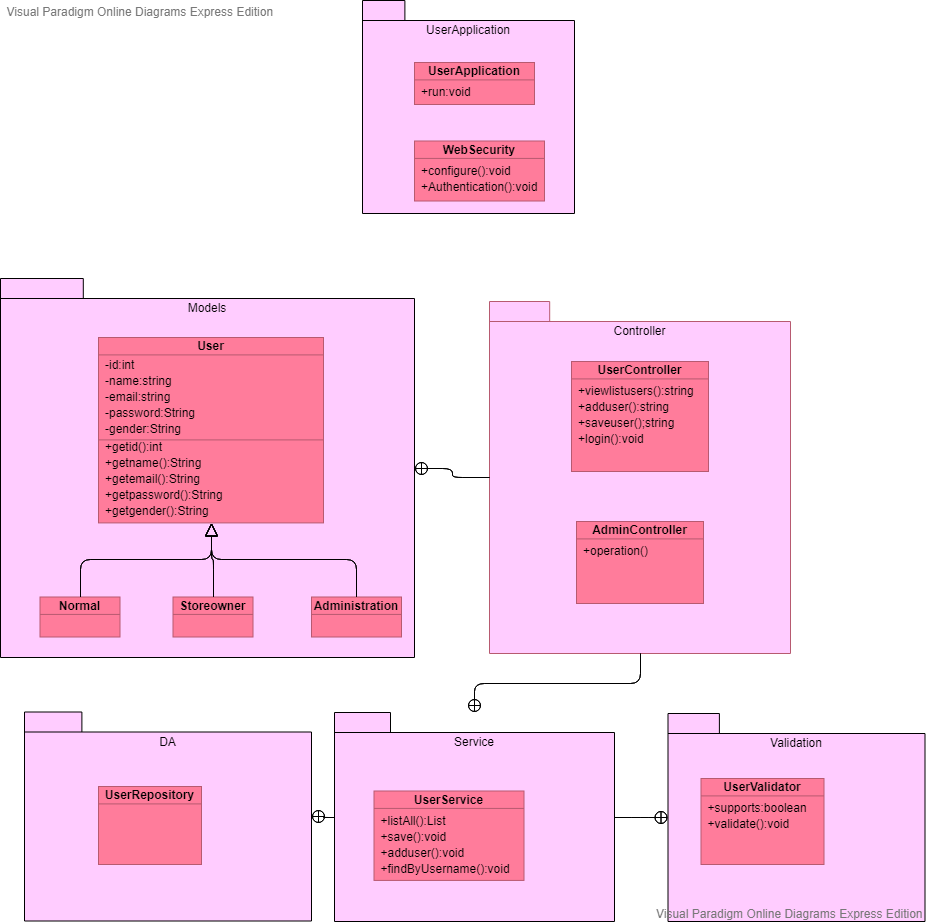 Visual Paradigm Online Diagrams Express Edition
UserApplication
UserApplication
+run:void
WebSecurity
+configure():void
+Authentication():void
Models
User
-id:int
-name:string
-email:string
-password:String
-gender:String
+getid():int
+getname():String
+getemail():String
+getpassword():String
+getgender():String
Normal
Storeowner
Administration
Controller
UserController
+viewlistusers():string
+adduser():string
+saveuser();string
+login():void
AdminController
+operation()
DA
UserRepository
Service
UserService
+listAll():List
+save():void
+adduser():void
+findByUsername():void
Validation
UserValidator
+supports:boolean
+validate():void
Visual Paradigm Online Diagrams Express Edition